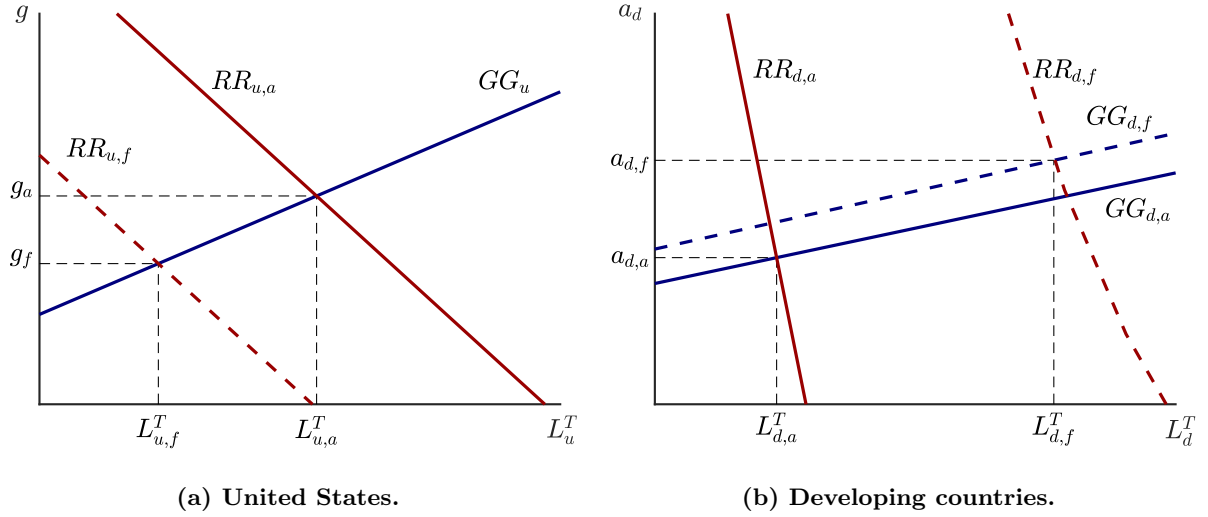 g
RR_{u,a}
GG_u
RR_{u,f}
g_a
g_f
L^T_{u,f}
L^T_{u,a}
L^T_u
(a) United States.
a_d
RR_{d,a}
RR_{d,f}
GG_{d,f}
a_{d,f}
GG_{d,a}
a_{d,a}
L^T_{d,a}
L^T_{d,f}
L^T_d
(b) Developing countries.